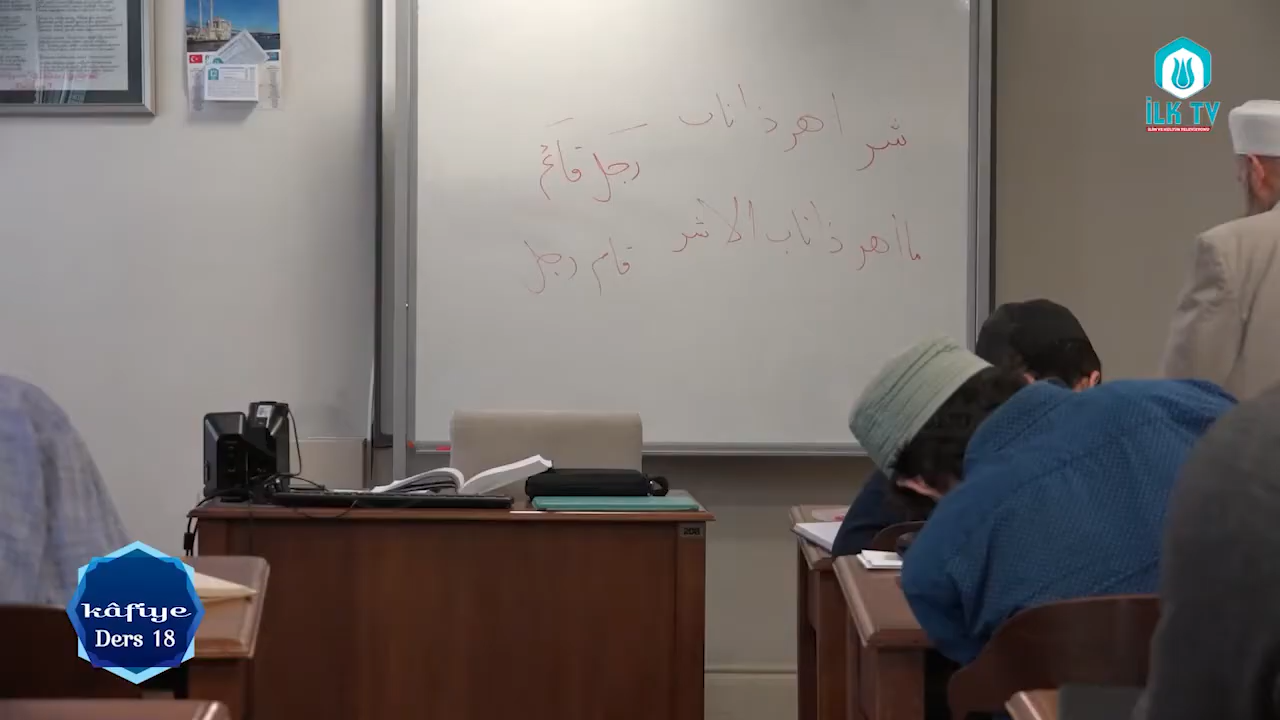 İLK TV
شر اهر ذا ناب
رجل قائم
ما اهر ذا ناب الا شر
قام رجل
208
kâfiye
Ders 18